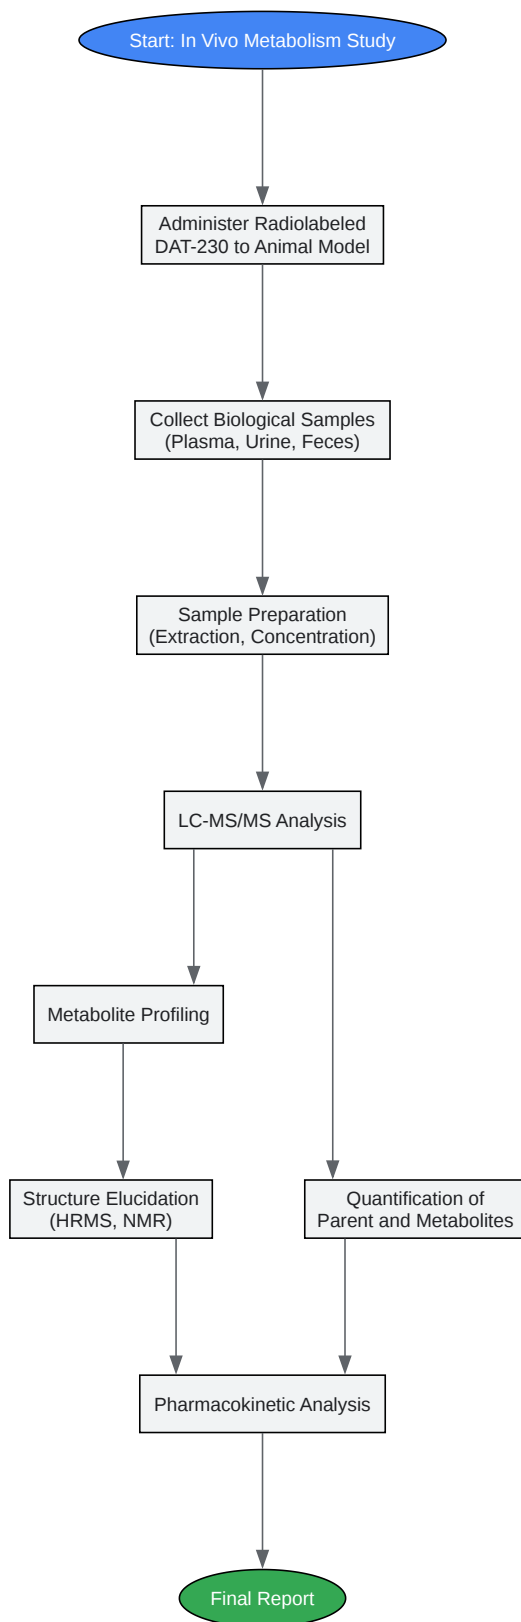 Start: In Vivo Metabolism Study
Administer Radiolabeled
DAT-230 to Animal Model
Collect Biological Samples
(Plasma, Urine, Feces)
Sample Preparation
(Extraction, Concentration)
LC-MS/MS Analysis
Metabolite Profiling
Structure Elucidation
(HRMS, NMR)
Quantification of
Parent and Metabolites
Pharmacokinetic Analysis
Final Report